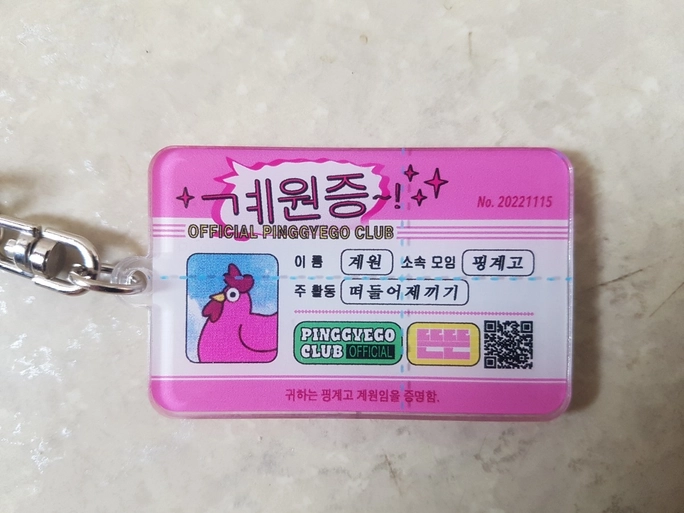 계원증~!
No. 20221115
OFFICIAL PINGGYEGO CLUB
이 름 계원 소속 모임 핑계고
주 활동 떠들어제끼기
PINGGYEGO
CLUB OFFICIAL
귀하는 핑계고 계원임을 증명함.